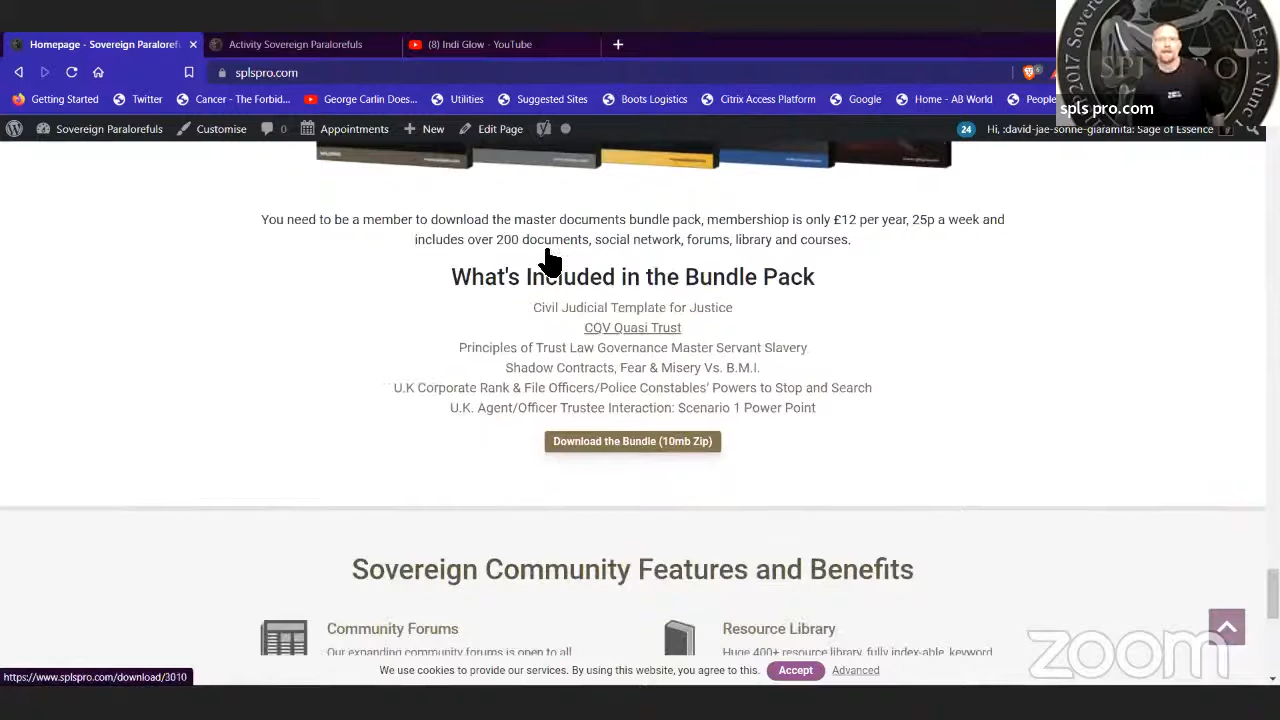 Homepage - Sovereign Paralorefu
Activity Sovereign Paralorefuls
(8) Indi Glow - YouTube
splspro.com
Getting Started
Twitter
Cancer - The Forbid...
George Carlin Does...
Utilities
Suggested Sites
Boots Logistics
Citrix Access Platform
Google
Home - AB World
People
spls pro.com
Sovereign Paralorefuls
Customise
0
Appointments
New
Edit Page
24
Hi, :david-jae-sonne-giaramita: Sage of Essence
You need to be a member to download the master documents bundle pack, membershiop is only £12 per year, 25p a week and
includes over 200 documents, social network, forums, library and courses.
What's Included in the Bundle Pack
Civil Judicial Template for Justice
CQV Quasi Trust
Principles of Trust Law Governance Master Servant Slavery
Shadow Contracts, Fear & Misery Vs. B.M.I.
U.K Corporate Rank & File Officers/Police Constables' Powers to Stop and Search
U.K. Agent/Officer Trustee Interaction: Scenario 1 Power Point
Download the Bundle (10mb Zip)
Sovereign Community Features and Benefits
Community Forums
Our expanding community forums is open to all
Resource Library
Huge 400+ resource library, fully index-able, keyword
We use cookies to provide our services. By using this website, you agree to this.
Accept
Advanced
https://www.splspro.com/download/3010
zoom